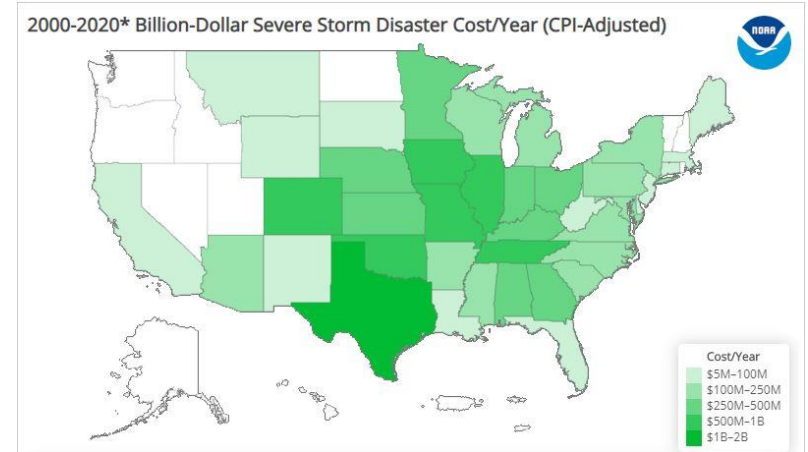 2000-2020* Billion-Dollar Severe Storm Disaster Cost/Year (CPI-Adjusted)
NOAA
Cost/Year
$5M–100M
$100M–250M
$250M–500M
$500M–1B
$1B–2B